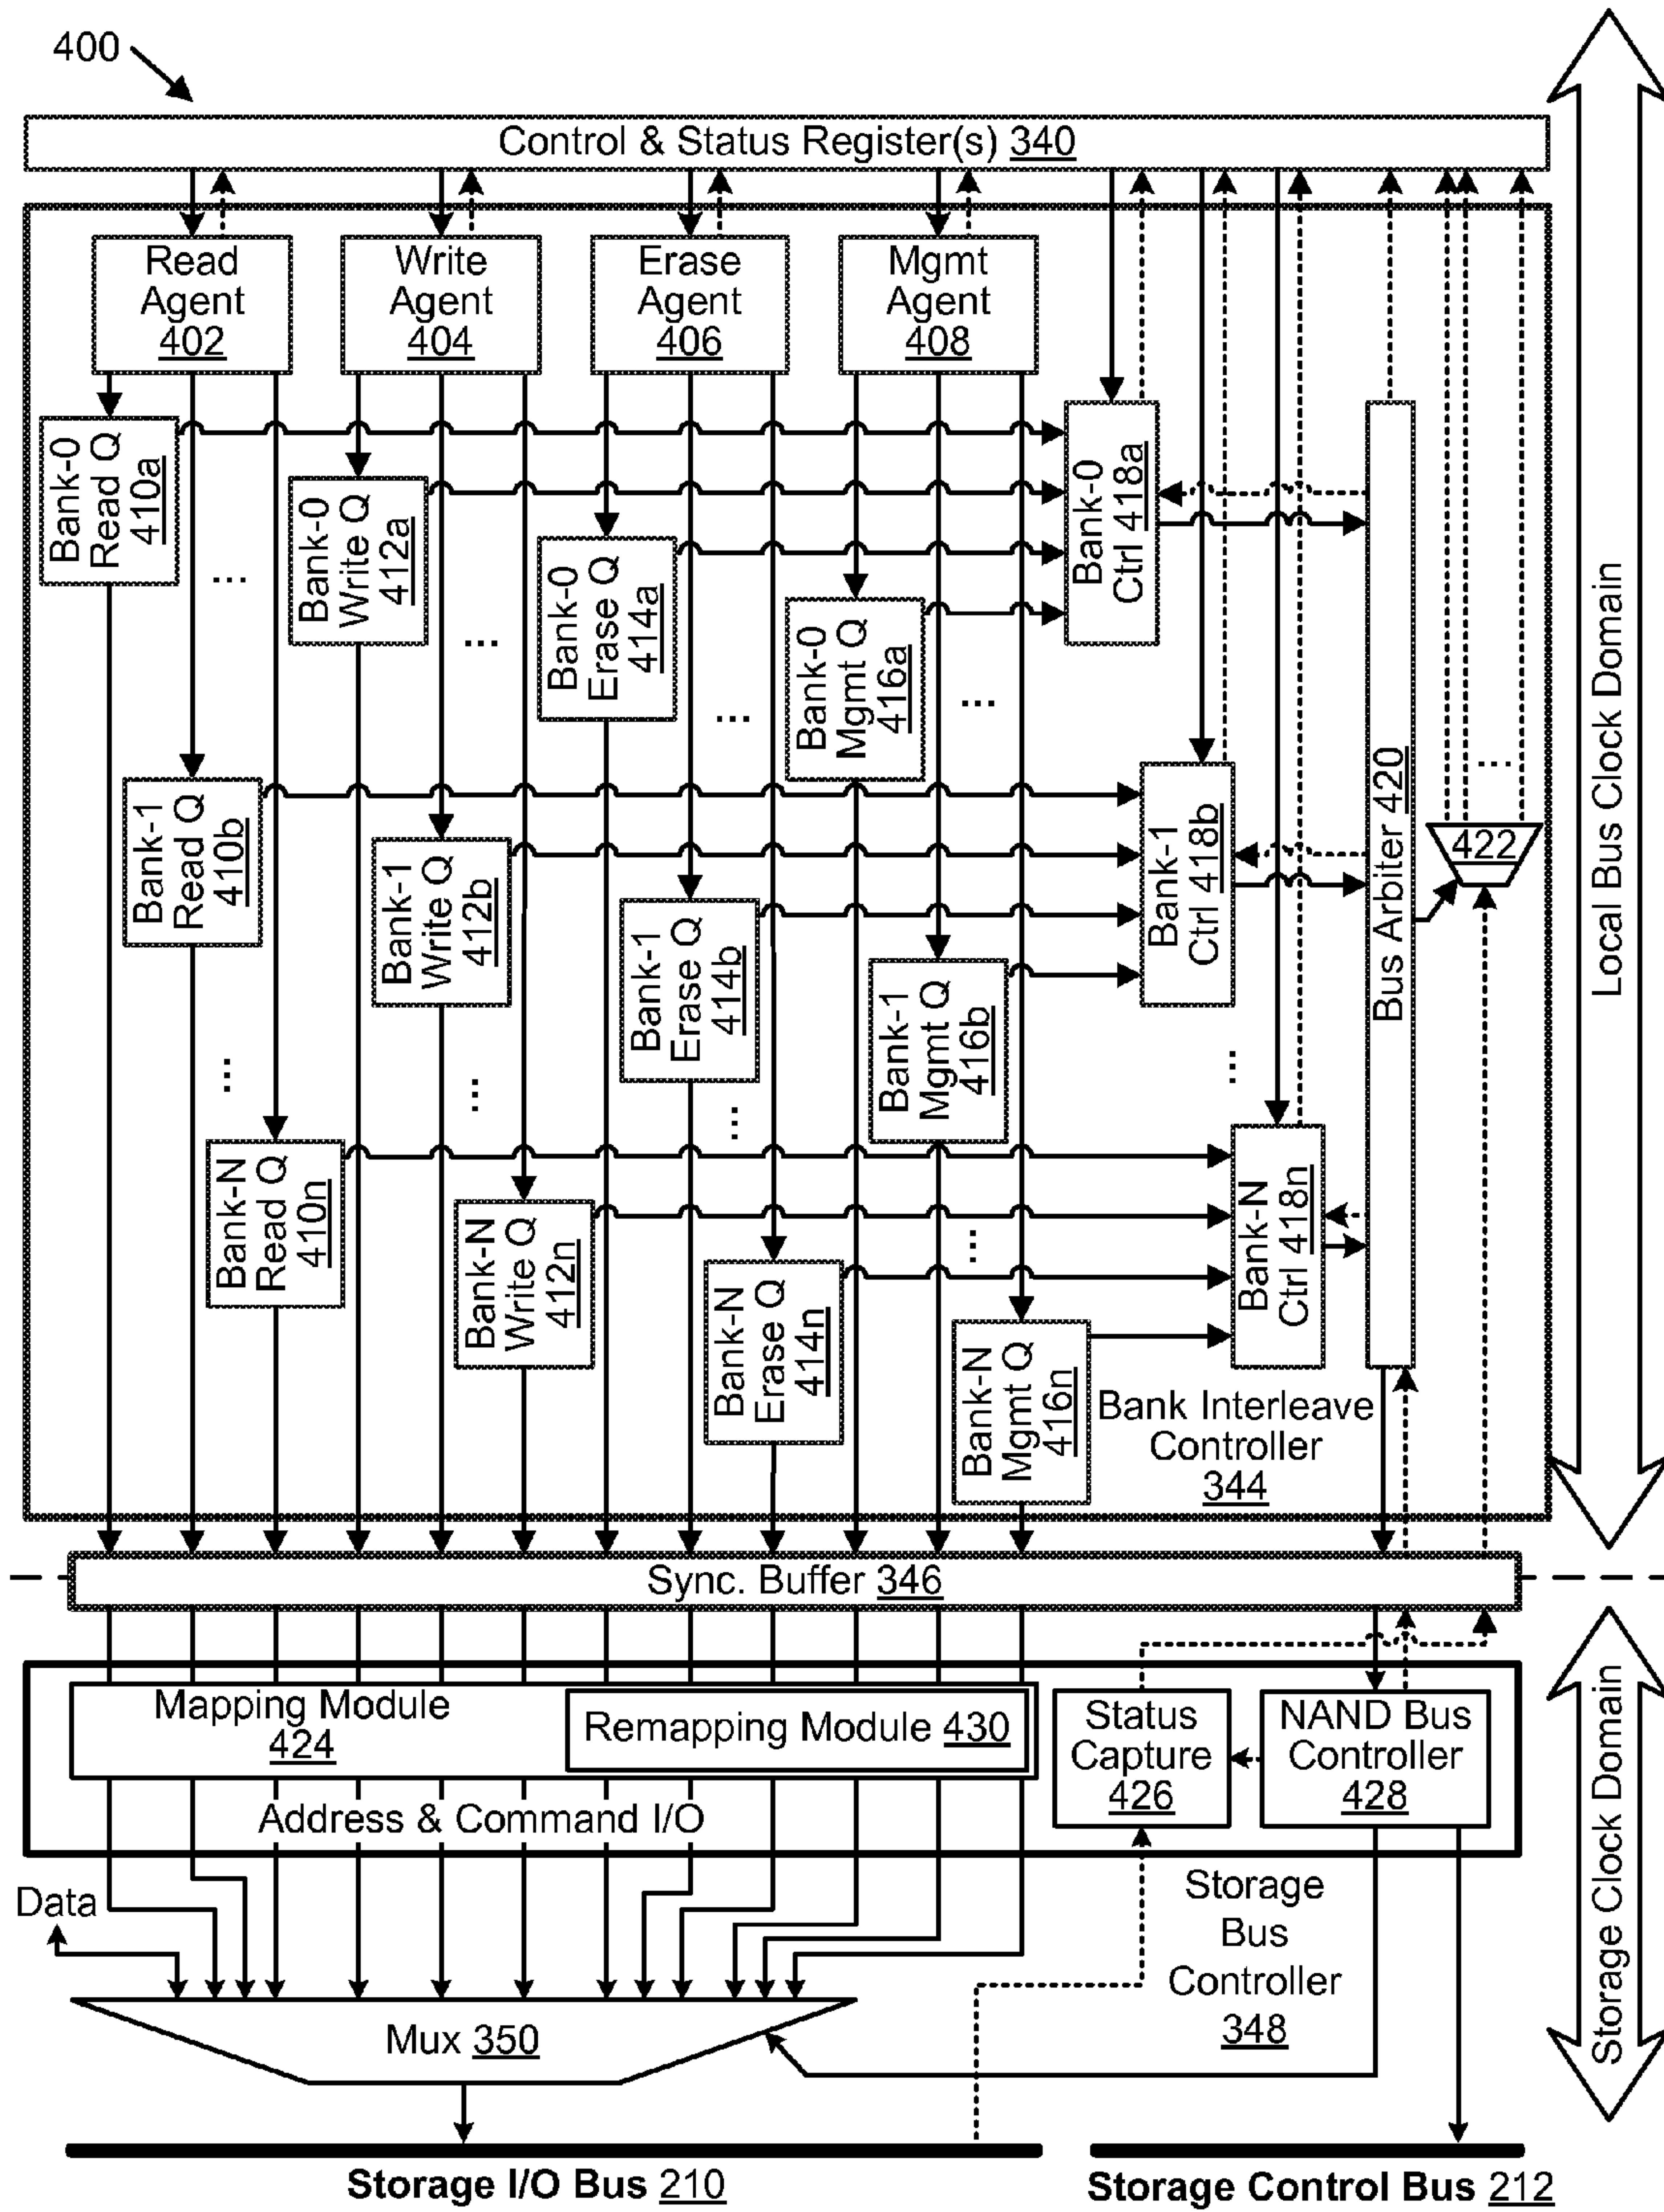 400
Control & Status Register(s) 340
Read
Agent
402
Write
Agent
404
Erase
Agent
406
Mgmt
Agent
408
Bank-0
Read Q
410a
...
Bank-0
Write Q
412a
...
Bank-0
Erase Q
414a
...
Bank-0
Mgmt Q
416a
...
Bank-0
Ctrl 418a
Bank-1
Read Q
410b
...
Bank-1
Write Q
412b
...
Bank-1
Erase Q
414b
...
Bank-1
Mgmt Q
416b
...
Bank-1
Ctrl 418b
...
Bus Arbiter 420
...
422
Bank-N
Read Q
410n
Bank-N
Write Q
412n
Bank-N
Erase Q
414n
Bank-N
Mgmt Q
416n
Bank-N
Ctrl 418n
Bank Interleave
Controller
344
Local Bus Clock Domain
Sync. Buffer 346
Mapping Module
424
Remapping Module 430
Status
Capture
426
NAND Bus
Controller
428
Address & Command I/O
Storage
Bus
Controller
348
Storage Clock Domain
Data
Mux 350
Storage I/O Bus 210
Storage Control Bus 212